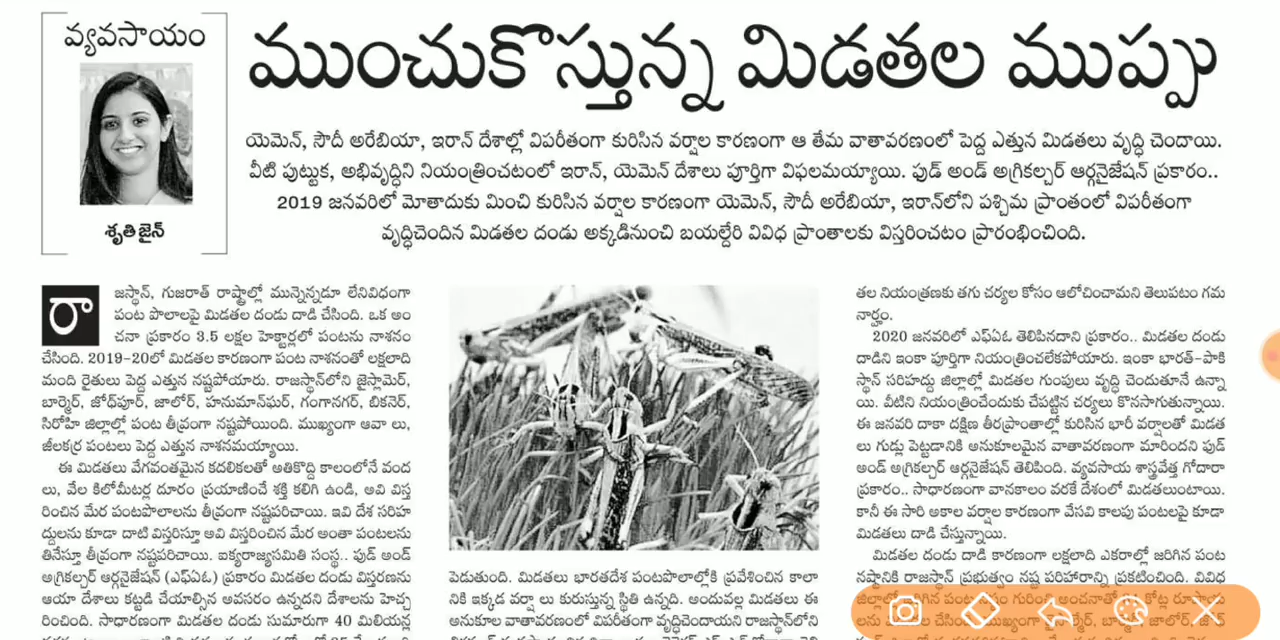 వ్యవసాయం
శృతి జైన్
ముంచుకొస్తున్న మిడతల ముప్పు
యెమెన్, సౌదీ అరేబియా, ఇరాన్ దేశాల్లో విపరీతంగా కురిసిన వర్షాల కారణంగా ఆ తేమ వాతావరణంలో పెద్ద ఎత్తున మిడతలు వృద్ధి చెందాయి.
వీటి పుట్టుక, అభివృద్ధిని నియంత్రించటంలో ఇరాన్, యెమెన్ దేశాలు పూర్తిగా విఫలమయ్యాయి. ఫుడ్ అండ్ అగ్రికల్చర్ ఆర్గనైజేషన్ ప్రకారం..
2019 జనవరిలో మోతాదుకు మించి కురిసిన వర్షాల కారణంగా యెమెన్, సౌదీ అరేబియా, ఇరాన్‌లోని పశ్చిమ ప్రాంతంలో విపరీతంగా
వృద్ధిచెందిన మిడతల దండు అక్కడినుంచి బయల్దేరి వివిధ ప్రాంతాలకు విస్తరించటం ప్రారంభించింది.
రాజస్థాన్, గుజరాత్ రాష్ట్రాల్లో మున్నెన్నడూ లేనివిధంగా
పంట పొలాలపై మిడతల దండు దాడి చేసింది. ఒక అం
చనా ప్రకారం 3.5 లక్షల హెక్టార్లలో పంటను నాశనం
చేసింది. 2019-20లో మిడతల కారణంగా పంట నాశనంతో లక్షలాది
మంది రైతులు పెద్ద ఎత్తున నష్టపోయారు. రాజస్థాన్‌లోని జైస్లామెర్,
బార్మెర్, జోధ్‌పూర్, జాలోర్, హనుమాన్‌ఘర్, గంగానగర్, బికనెర్,
సిరోహి జిల్లాల్లో పంట తీవ్రంగా నష్టపోయింది. ముఖ్యంగా ఆవా లు,
జీలకర్ర పంటలు పెద్ద ఎత్తున నాశనమయ్యాయి.
ఈ మిడతలు వేగవంతమైన కదలికలతో అతికొద్ది కాలంలోనే వంద
లు, వేల కిలోమీటర్ల దూరం ప్రయాణించే శక్తి కలిగి ఉండి, అవి విస్త
రించిన మేర పంటపొలాలను తీవ్రంగా నష్టపరిచాయి. ఇవి దేశ సరిహ
ద్దులను కూడా దాటి విస్తరిస్తూ అవి విస్తరించిన మేర అంతా పంటలను
తినేస్తూ తీవ్రంగా నష్టపరిచాయి. ఐక్యరాజ్యసమితి సంస్థ.. ఫుడ్ అండ్
అగ్రికల్చర్ ఆర్గనైజేషన్ (ఎఫ్ఏఓ) ప్రకారం మిడతల దండు విస్తరణను
ఆయా దేశాలు కట్టడి చేయాల్సిన అవసరం ఉన్నదని దేశాలను హెచ్చ
రించింది. సాధారణంగా మిడతల దండు సుమారుగా 40 మిలియన్ల
పెడుతుంది. మిడతలు భారతదేశ పంటపొలాల్లోకి ప్రవేశించిన కాలా
నికి ఇక్కడ వర్షా లు కురుస్తున్న స్థితి ఉన్నది. అందువల్ల మిడతలు ఈ
అనుకూల వాతావరణంలో విపరీతంగా వృద్ధిచెందాయని రాజస్థాన్‌లోని
తల నియంత్రణకు తగు చర్యల కోసం ఆలోచించామని తెలుపటం గమ
నార్హం.
2020 జనవరిలో ఎఫ్ఏఓ తెలిపినదాని ప్రకారం.. మిడతల దండు
దాడిని ఇంకా పూర్తిగా నియంత్రించలేకపోయారు. ఇంకా భారత్-పాకి
స్థాన్ సరిహద్దు జిల్లాల్లో మిడతల గుంపులు వృద్ధి చెందుతూనే ఉన్నా
యి. వీటిని నియంత్రించేందుకు చేపట్టిన చర్యలు కొనసాగుతున్నాయి.
ఈ జనవరి దాకా దక్షిణ తీరప్రాంతాల్లో కురిసిన భారీ వర్షాలతో మిడత
లు గుడ్లు పెట్టడానికి అనుకూలమైన వాతావరణంగా మారిందని ఫుడ్
అండ్ అగ్రికల్చర్ ఆర్గనైజేషన్ తెలిపింది. వ్యవసాయ శాస్త్రవేత్త గోదారా
ప్రకారం.. సాధారణంగా వానకాలం వరకే దేశంలో మిడతలుంటాయి.
కానీ ఈ సారి అకాల వర్షాల కారణంగా వేసవి కాలపు పంటలపై కూడా
మిడతలు దాడి చేస్తున్నాయి.
మిడతల దండు దాడి కారణంగా లక్షలాది ఎకరాల్లో జరిగిన పంట
నష్టానికి రాజస్థాన్ ప్రభుత్వం నష్ట పరిహారాన్ని ప్రకటించింది. వివిధ